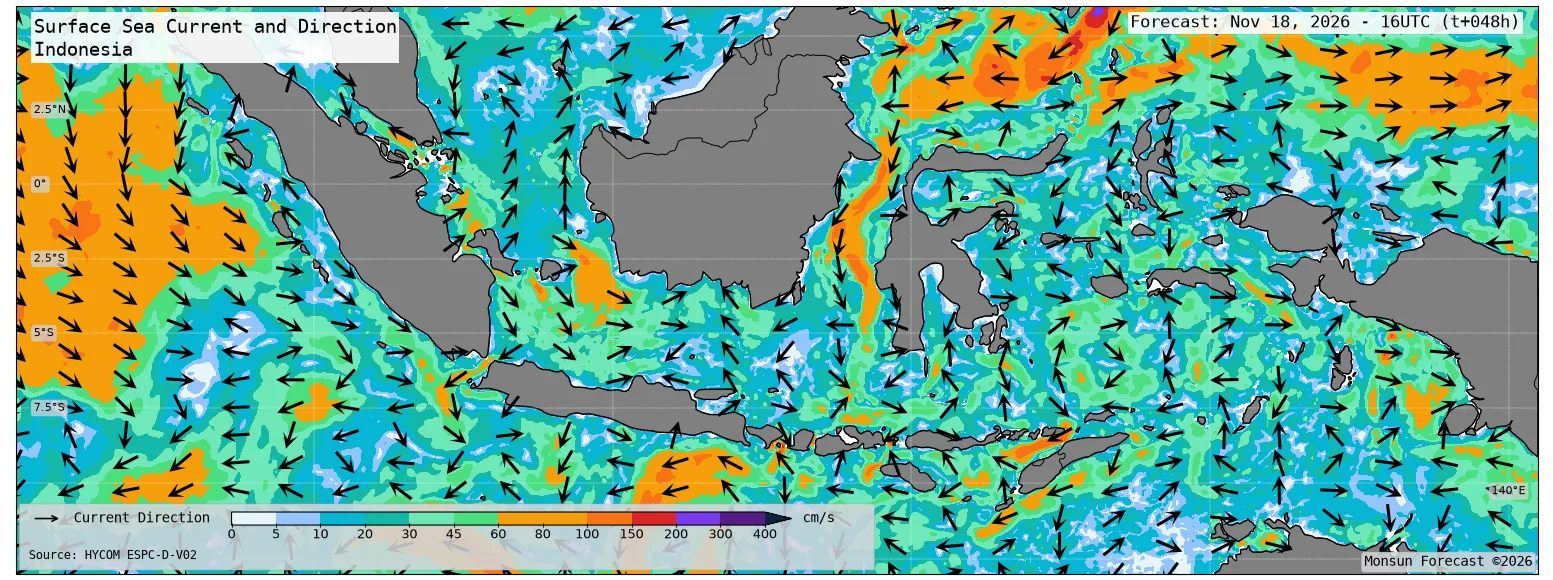 Surface Sea Current and Direction
Indonesia
Forecast: Nov 18, 2026 - 16UTC (t+048h)
2.5°N
0°
2.5°S
5°S
7.5°S
140°E
Current Direction
0 5 10 20 30 45 60 80 100 150 200 300 400
cm/s
Source: HYCOM ESPC-D-V02
Monsun Forecast ©2026